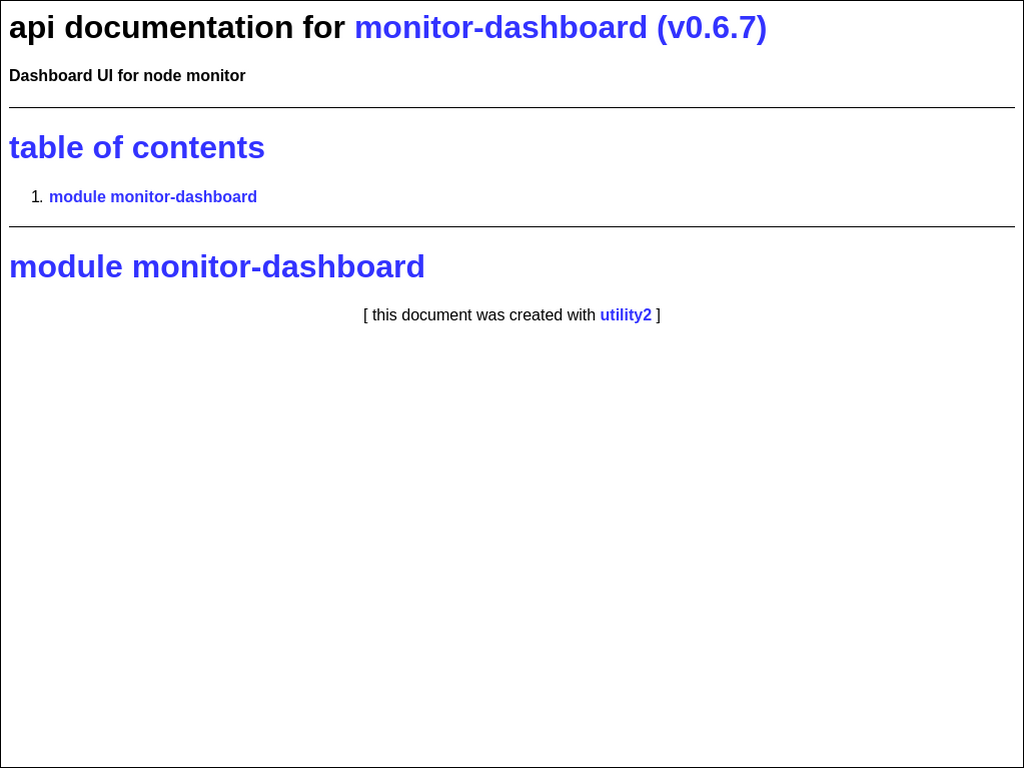 api documentation for monitor-dashboard (v0.6.7)
Dashboard UI for node monitor
table of contents
1. module monitor-dashboard
module monitor-dashboard
[ this document was created with utility2 ]